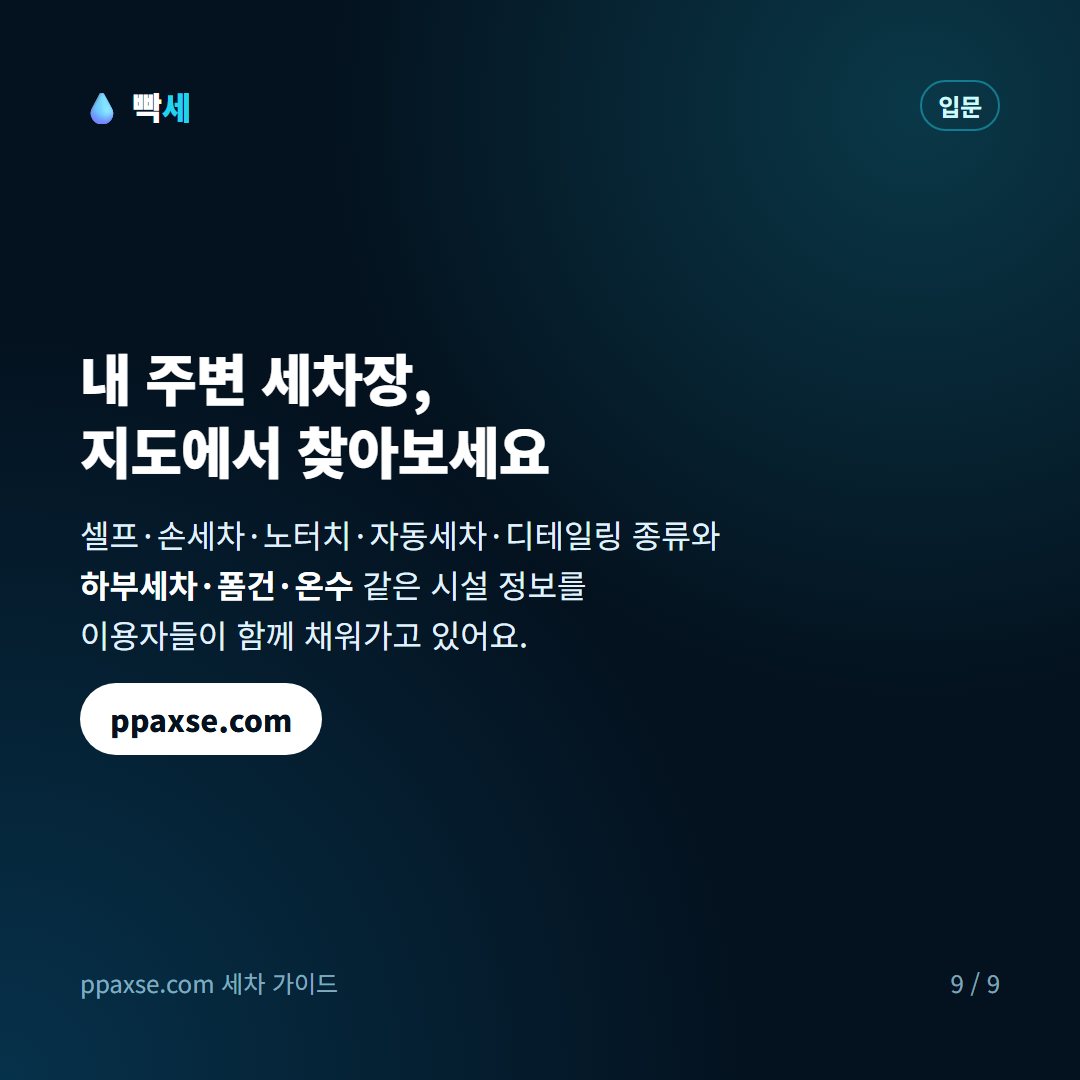 빡세
입문
내 주변 세차장,
지도에서 찾아보세요
셀프·손세차·노터치·자동세차·디테일링 종류와
하부세차·폼건·온수 같은 시설 정보를
이용자들이 함께 채워가고 있어요.
ppaxse.com
ppaxse.com 세차 가이드
9 / 9